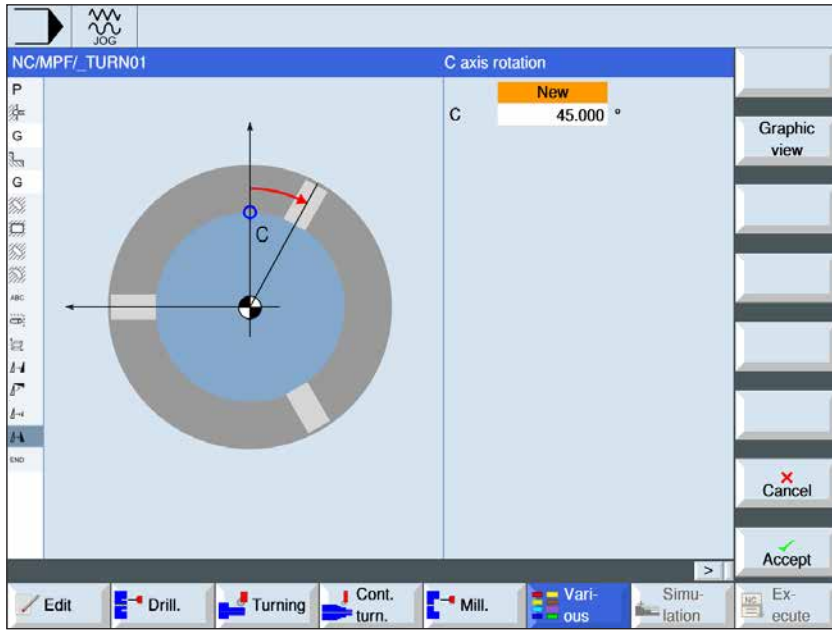 JOG
NC/MPF/_TURN01
C axis rotation
P
G
G
ABC
END
New
C 45.000 °
C
Graphic
view
Cancel
Accept
>
Edit
Drill.
Turning
Cont.
turn.
Mill.
Vari-
ous
Simu-
lation
NC
Ex-
ecute